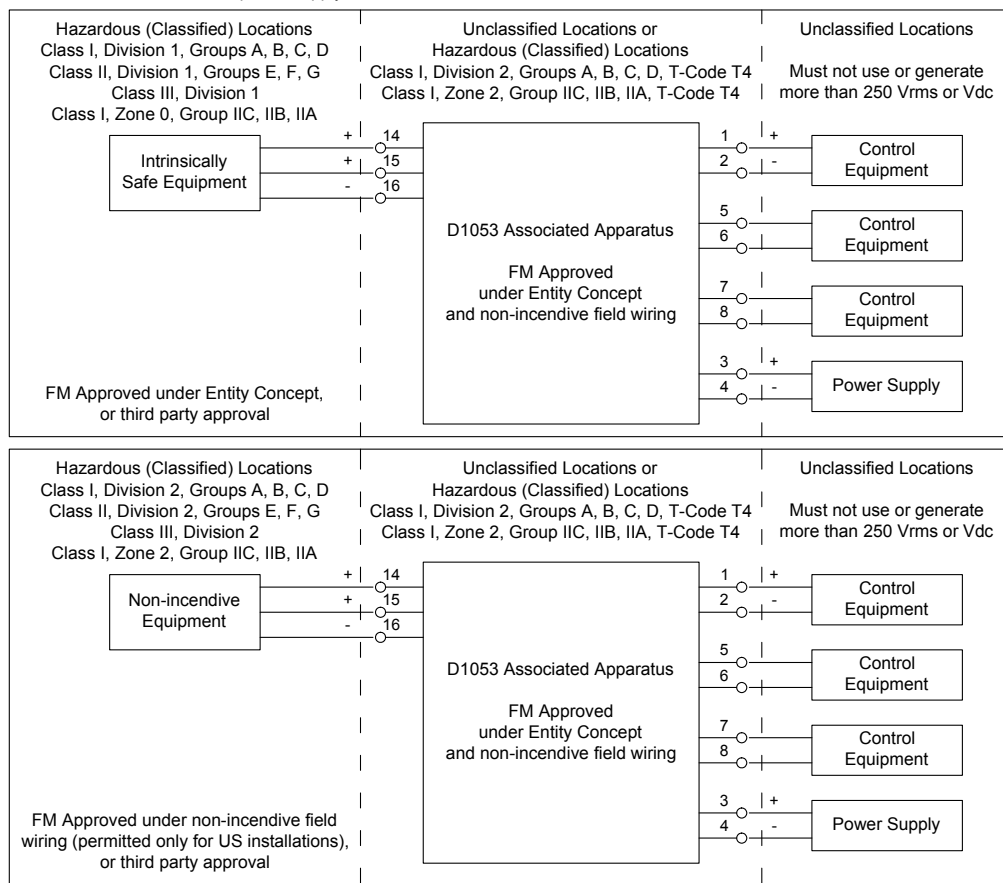 Hazardous (Classified) Locations
Class I, Division 1, Groups A, B, C, D
Class II, Division 1, Groups E, F, G
Class III, Division 1
Class I, Zone 0, Group IIC, IIB, IIA
Unclassified Locations or
Hazardous (Classified) Locations
Class I, Division 2, Groups A, B, C, D, T-Code T4
Class I, Zone 2, Group IIC, IIB, IIA, T-Code T4
Unclassified Locations
Must not use or generate
more than 250 Vrms or Vdc
Intrinsically
Safe Equipment
+ 14
+ 15
- 16
D1053 Associated Apparatus
FM Approved
under Entity Concept
and non-incendive field wiring
1 +
2 -
Control
Equipment
5
6
Control
Equipment
7
8
Control
Equipment
3 +
4 -
Power Supply
FM Approved under Entity Concept,
or third party approval
Hazardous (Classified) Locations
Class I, Division 2, Groups A, B, C, D
Class II, Division 2, Groups E, F, G
Class III, Division 2
Class I, Zone 2, Group IIC, IIB, IIA
Unclassified Locations or
Hazardous (Classified) Locations
Class I, Division 2, Groups A, B, C, D, T-Code T4
Class I, Zone 2, Group IIC, IIB, IIA, T-Code T4
Unclassified Locations
Must not use or generate
more than 250 Vrms or Vdc
Non-incendive
Equipment
+ 14
+ 15
- 16
D1053 Associated Apparatus
FM Approved
under Entity Concept
and non-incendive field wiring
1 +
2 -
Control
Equipment
5
6
Control
Equipment
7
8
Control
Equipment
3 +
4 -
Power Supply
FM Approved under non-incendive field
wiring (permitted only for US installations),
or third party approval